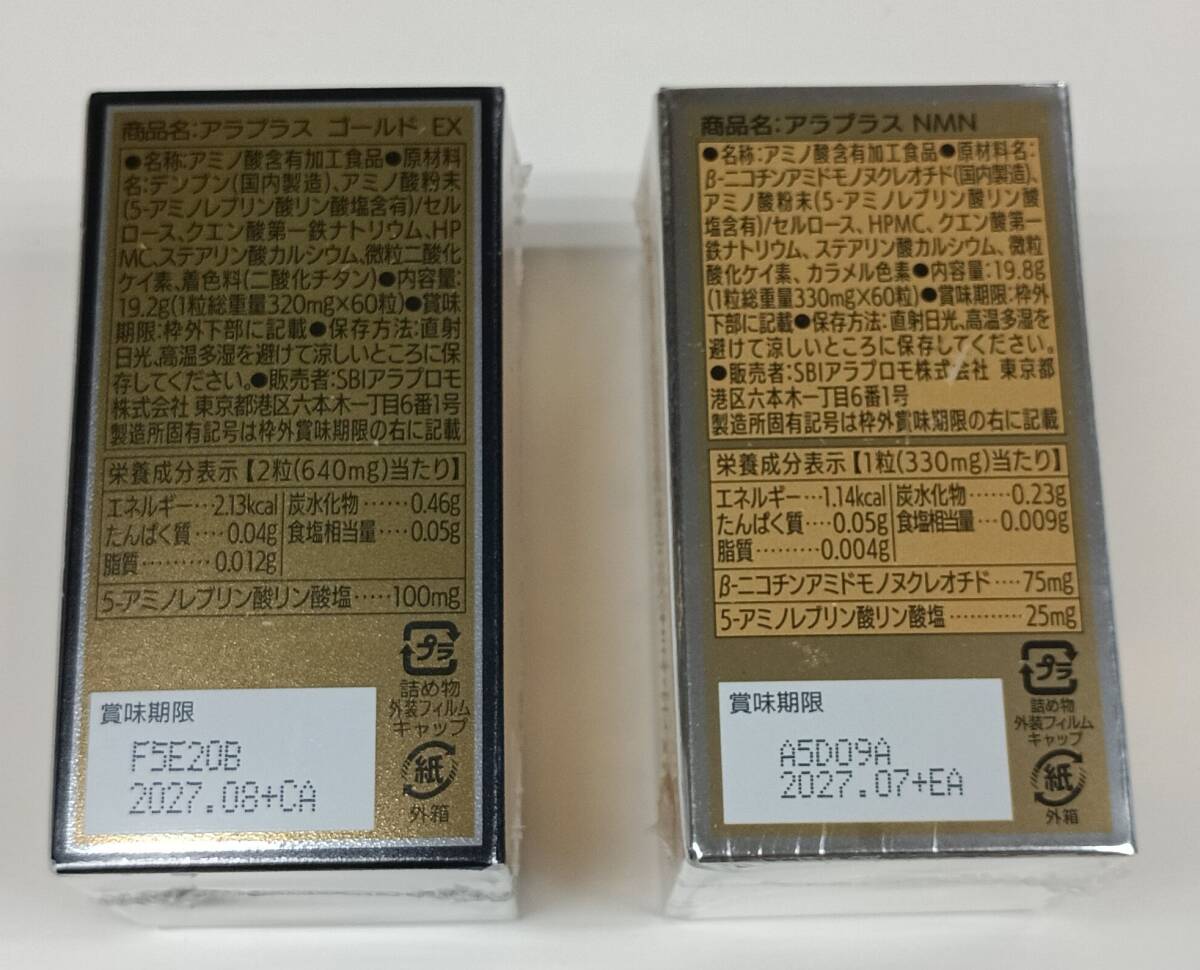 商品名:アラプラス ゴールド EX
●名称:アミノ酸含有加工食品●原材料
名:デンプン(国内製造)、アミノ酸粉末
(5-アミノレブリン酸リン酸塩含有)/セル
ロース、クエン酸第一鉄ナトリウム、HP
MC、ステアリン酸カルシウム、微粒二酸化
ケイ素、着色料(二酸化チタン)●内容量:
19.2g(1粒総重量320mg×60粒)●賞味
期限:枠外下部に記載●保存方法:直射
日光、高温多湿を避けて涼しいところに保
存してください。●販売者:SBIアラプロモ
株式会社 東京都港区六本木一丁目6番1号
製造所固有記号は枠外賞味期限の右に記載
栄養成分表示【2粒(640mg)当たり】
エネルギー…2.13kcal 炭水化物……0.46g
たんぱく質……0.04g 食塩相当量……0.05g
脂質………0.012g
5-アミノレブリン酸リン酸塩……100mg
プラ
詰め物
外装フィルム
キャップ
賞味期限
F5E20B
2027.08+CA
紙
外箱
商品名:アラプラス NMN
●名称:アミノ酸含有加工食品●原材料名:
β-ニコチンアミドモノヌクレオチド(国内製造)、
アミノ酸粉末(5-アミノレブリン酸リン酸
塩含有)/セルロース、HPMC、クエン酸第一
鉄ナトリウム、ステアリン酸カルシウム、微粒
酸化ケイ素、カラメル色素●内容量:19.8g
(1粒総重量330mg×60粒)●賞味期限:枠外
下部に記載●保存方法:直射日光、高温多湿を
避けて涼しいところに保存してください。
●販売者:SBIアラプロモ株式会社 東京都
港区六本木一丁目6番1号
製造所固有記号は枠外賞味期限の右に記載
栄養成分表示【1粒(330mg)当たり】
エネルギー…1.14kcal 炭水化物……0.23g
たんぱく質……0.05g 食塩相当量…0.009g
脂質………0.004g
β-ニコチンアミドモノヌクレオチド……75mg
5-アミノレブリン酸リン酸塩…………25mg
プラ
詰め物
外装フィルム
キャップ
賞味期限
A5D09A
2027.07+EA
紙
外箱